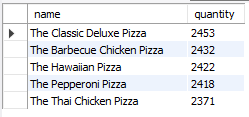 name quantity
The Classic Deluxe Pizza 2453
The Barbecue Chicken Pizza 2432
The Hawaiian Pizza 2422
The Pepperoni Pizza 2418
The Thai Chicken Pizza 2371